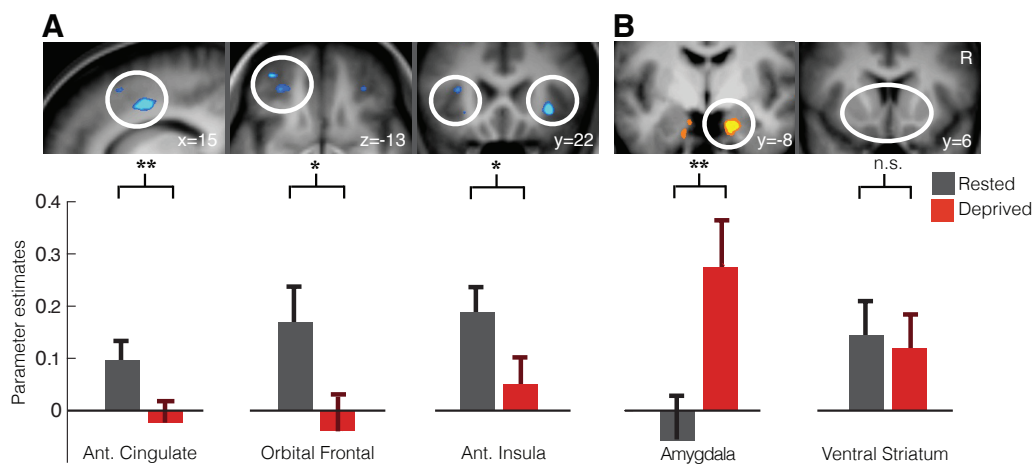 A
B
x=15
z=-13
y=22
y=-8
R
y=6
**
*
*
**
n.s.
Rested
Deprived
Parameter estimates
0.4
0.3
0.2
0.1
0
Ant. Cingulate
Orbital Frontal
Ant. Insula
Amygdala
Ventral Striatum